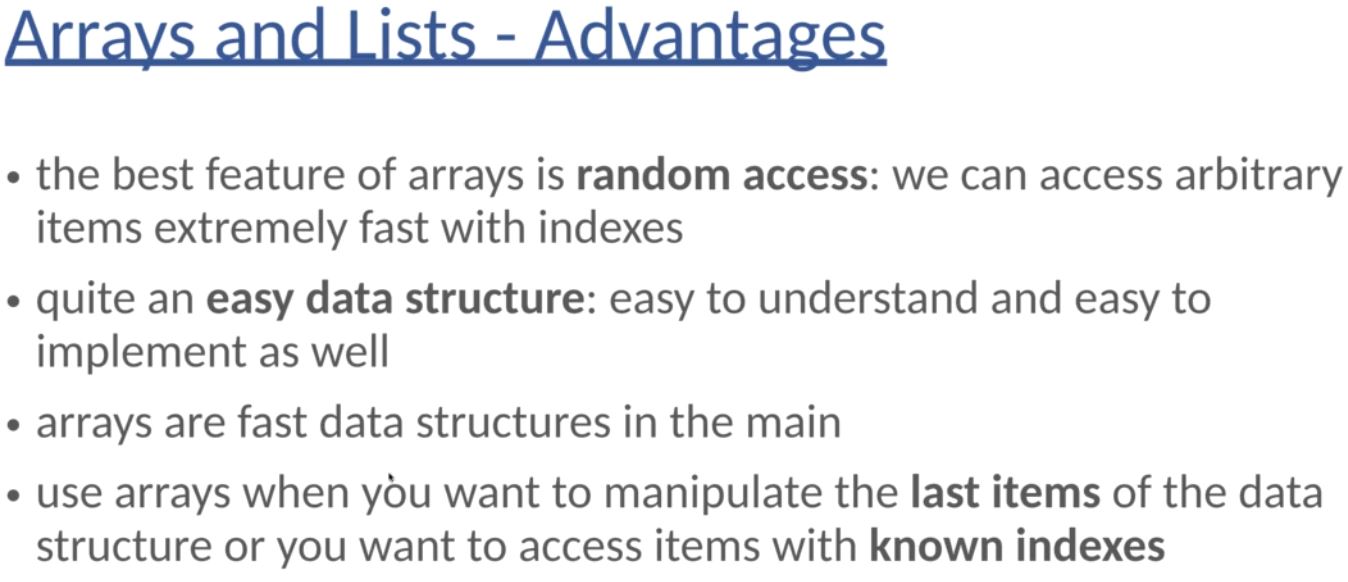 Arrays and Lists - Advantages
• the best feature of arrays is random access: we can access arbitrary
items extremely fast with indexes
• quite an easy data structure: easy to understand and easy to
implement as well
• arrays are fast data structures in the main
• use arrays when you want to manipulate the last items of the data
structure or you want to access items with known indexes